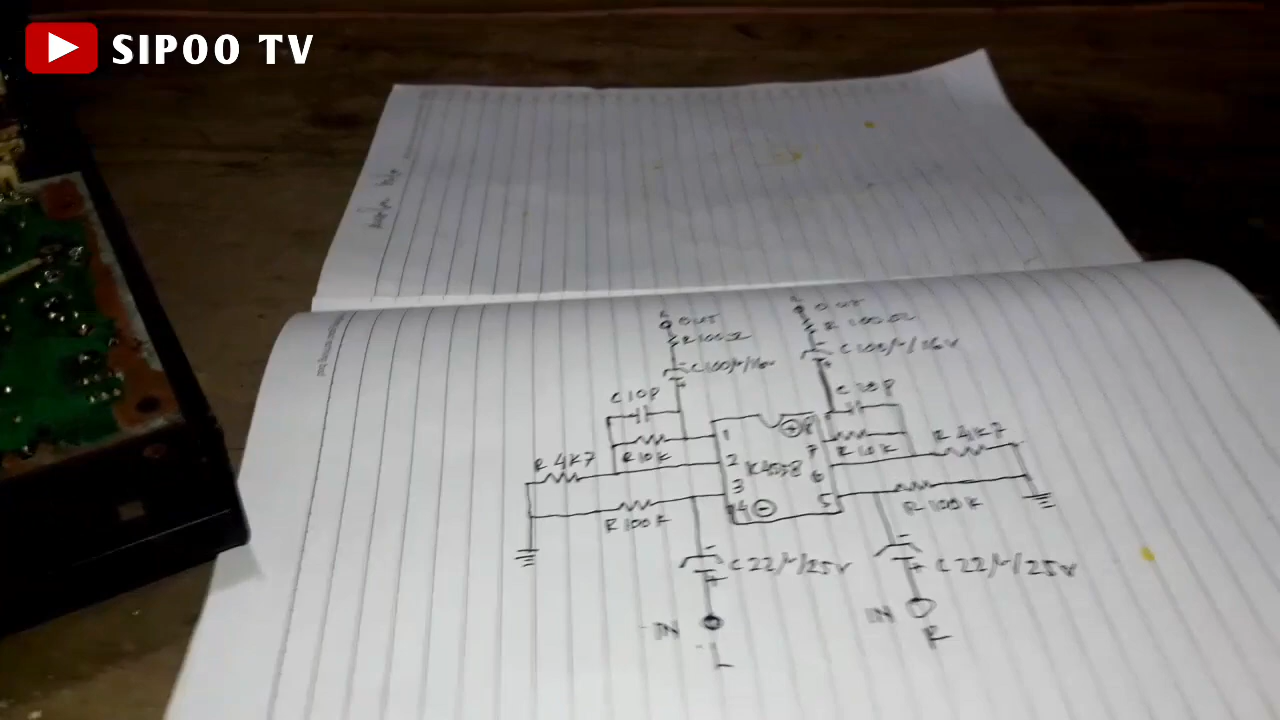 SIPOO TV
OUT
OUT
R 100Ω
R 100Ω
C 100µ/16v
C 100µ/16v
C 10P
C 10P
1
8
R 10K
7
R 10K
R 4K7
R 4K7
2
K4558
6
3
R 100K
4
5
R 100K
C 22µ/25v
C 22µ/25v
IN
IN
L
R